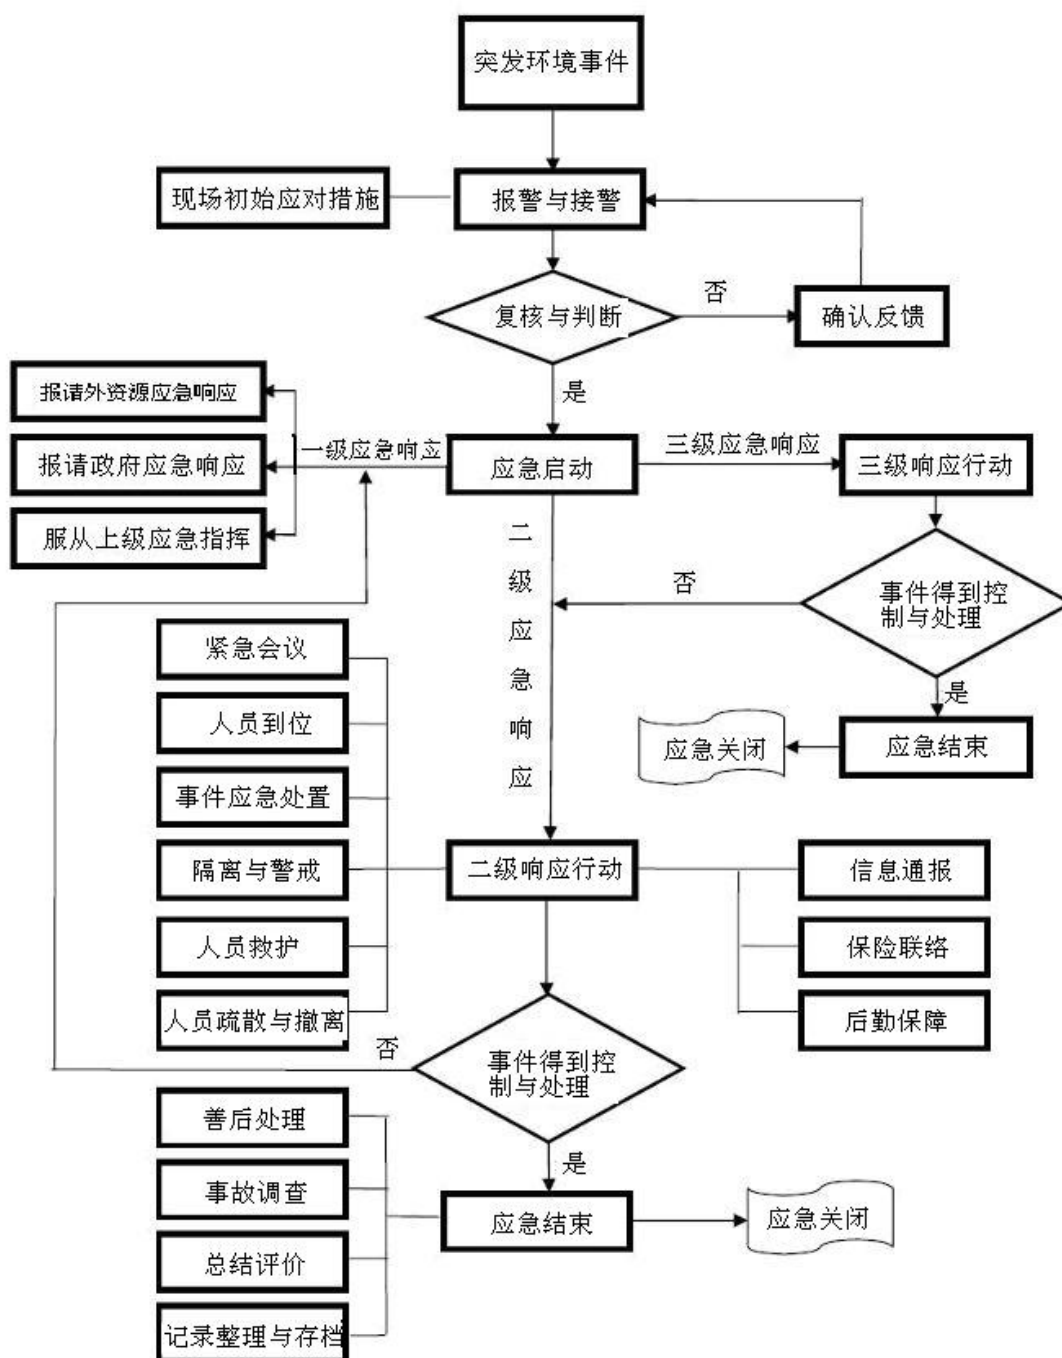 突发环境事件
现场初始应对措施
报警与接警
复核与判断
否
确认反馈
是
报请外资源应急响应
报请政府应急响应
服从上级应急指挥
一级应急响应
应急启动
三级应急响应
三级响应行动
二级应急响应
否
事件得到控
制与处理
是
应急结束
应急关闭
紧急会议
人员到位
事件应急处置
隔离与警戒
人员救护
人员疏散与撤离
二级响应行动
信息通报
保险联络
后勤保障
否
事件得到控
制与处理
是
善后处理
事故调查
总结评价
记录整理与存档
应急结束
应急关闭